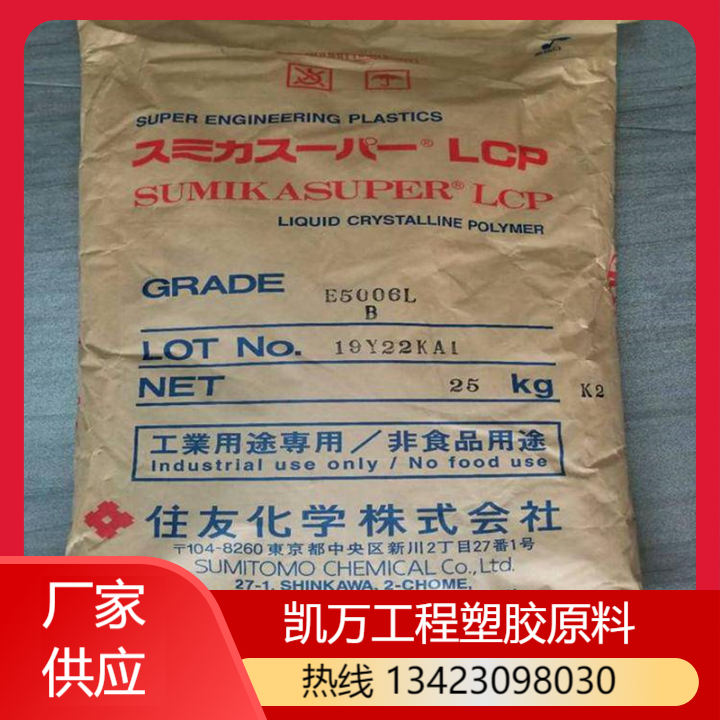 SUPER ENGINEERING PLASTICS
スミカスーパー® LCP
SUMIKASUPER® LCP
LIQUID CRYSTALLINE POLYMER
GRADE E5006L
B
LOT No. 19Y22KA1
NET 25 kg K2
工業用途専用／非食品用途
Industrial use only / No food use
住友化学株式会社
〒104-8260東京都中央区新川2丁目27番1号
SUMITOMO CHEMICAL Co., Ltd.
27-1, SHINKAWA, 2-CHOME,
厂家
供应
凯万工程塑胶原料
热线 13423098030